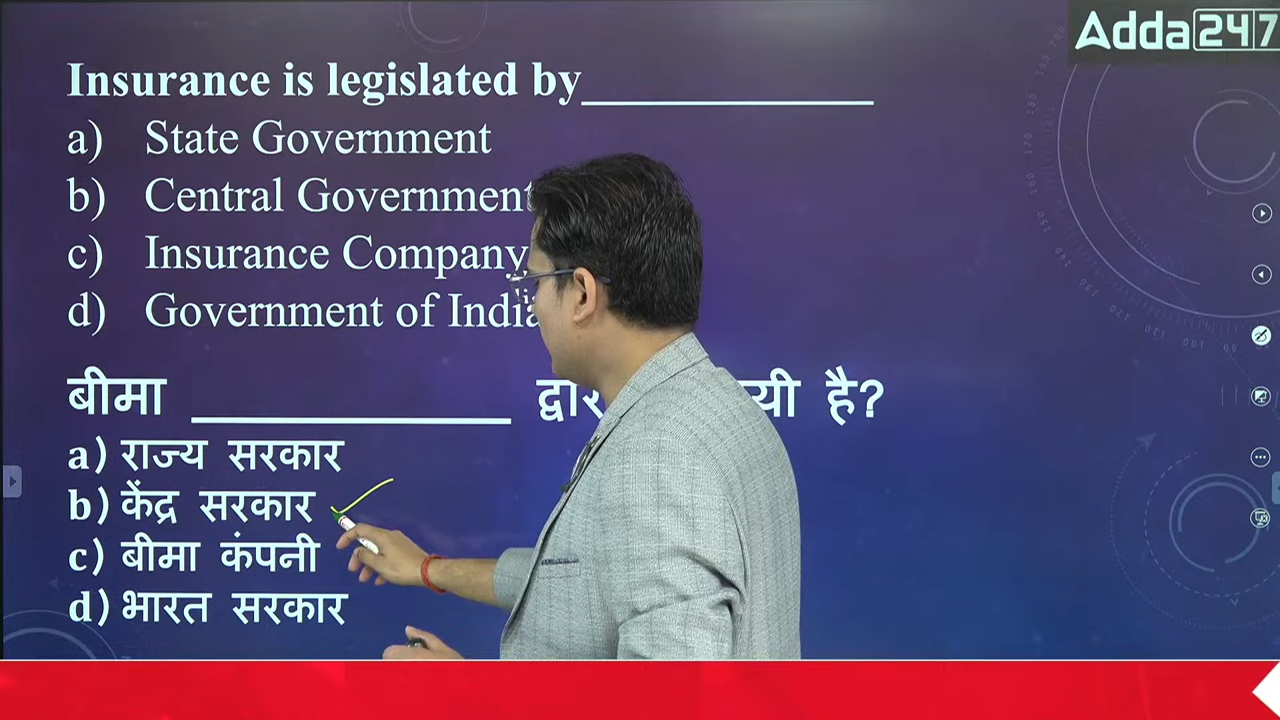 Adda247
Insurance is legislated by
a) State Government
b) Central Government
c) Insurance Company
d) Government of India
बीमा द्वार यी है?
a) राज्य सरकार
b) केंद्र सरकार
c) बीमा कंपनी
d) भारत सरकार